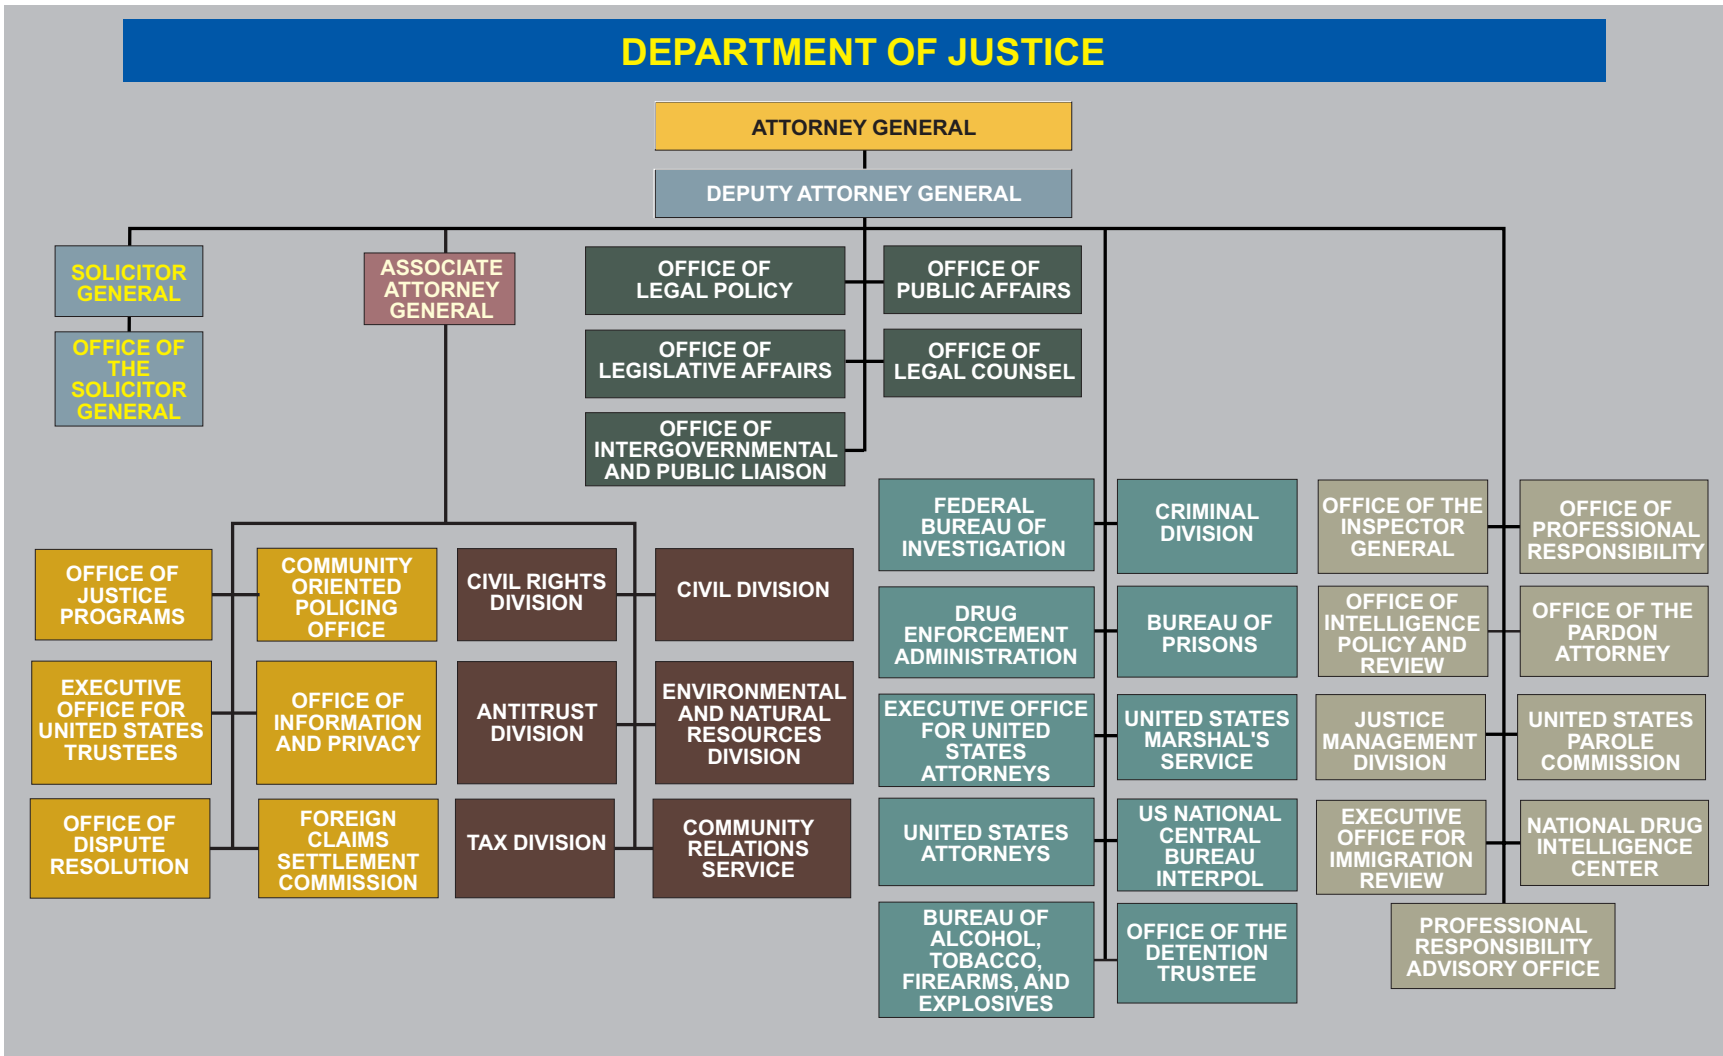 DEPARTMENT OF JUSTICE
ATTORNEY GENERAL
DEPUTY ATTORNEY GENERAL
SOLICITOR
GENERAL
OFFICE OF
THE
SOLICITOR
GENERAL
ASSOCIATE
ATTORNEY
GENERAL
OFFICE OF
LEGAL POLICY
OFFICE OF
PUBLIC AFFAIRS
OFFICE OF
LEGISLATIVE AFFAIRS
OFFICE OF
LEGAL COUNSEL
OFFICE OF
INTERGOVERNMENTAL
AND PUBLIC LIAISON
OFFICE OF
JUSTICE
PROGRAMS
COMMUNITY
ORIENTED
POLICING
OFFICE
EXECUTIVE
OFFICE FOR
UNITED STATES
TRUSTEES
OFFICE OF
INFORMATION
AND PRIVACY
OFFICE OF
DISPUTE
RESOLUTION
FOREIGN
CLAIMS
SETTLEMENT
COMMISSION
CIVIL RIGHTS
DIVISION
CIVIL DIVISION
ANTITRUST
DIVISION
ENVIRONMENTAL
AND NATURAL
RESOURCES
DIVISION
TAX DIVISION
COMMUNITY
RELATIONS
SERVICE
FEDERAL
BUREAU OF
INVESTIGATION
CRIMINAL
DIVISION
DRUG
ENFORCEMENT
ADMINISTRATION
BUREAU OF
PRISONS
EXECUTIVE OFFICE
FOR UNITED
STATES
ATTORNEYS
UNITED STATES
MARSHAL'S
SERVICE
UNITED STATES
ATTORNEYS
US NATIONAL
CENTRAL
BUREAU
INTERPOL
BUREAU OF
ALCOHOL,
TOBACCO,
FIREARMS, AND
EXPLOSIVES
OFFICE OF THE
DETENTION
TRUSTEE
OFFICE OF THE
INSPECTOR
GENERAL
OFFICE OF
PROFESSIONAL
RESPONSIBILITY
OFFICE OF
INTELLIGENCE
POLICY AND
REVIEW
OFFICE OF THE
PARDON
ATTORNEY
JUSTICE
MANAGEMENT
DIVISION
UNITED STATES
PAROLE
COMMISSION
EXECUTIVE
OFFICE FOR
IMMIGRATION
REVIEW
NATIONAL DRUG
INTELLIGENCE
CENTER
PROFESSIONAL
RESPONSIBILITY
ADVISORY OFFICE